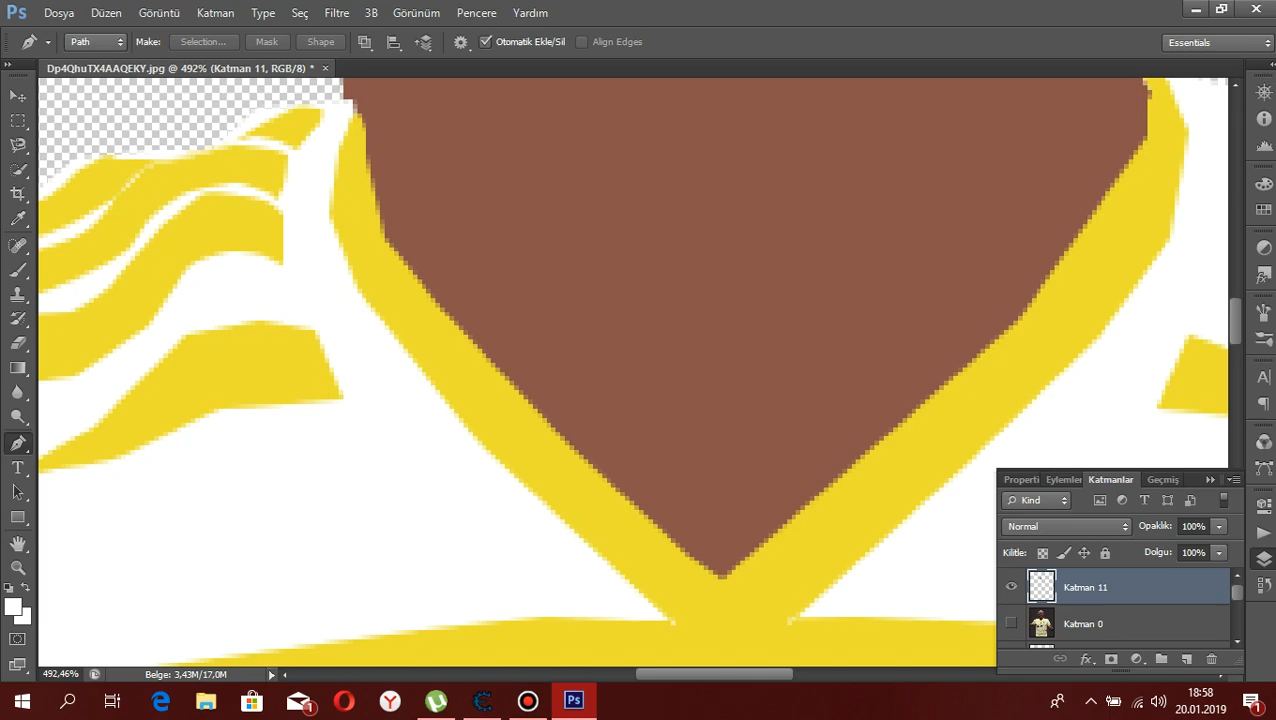 Ps Dosya Düzen Görüntü Katman Type Seç Filtre 3B Görünüm Pencere Yardım
Path Make: Selection... Mask Shape Otomatik Ekle/Sil Align Edges Essentials
Dp4QhuTX4AAQEKY.jpg @ 492% (Katman 11, RGB/8) * ×
Properti Eylemler Katmanlar Geçmiş
Kind
Normal Opaklık: 100%
Kilitle: Dolgu: 100%
Katman 11
Katman 0
492,46% Belge: 3,43M/17,0M
18:58
20.01.2019